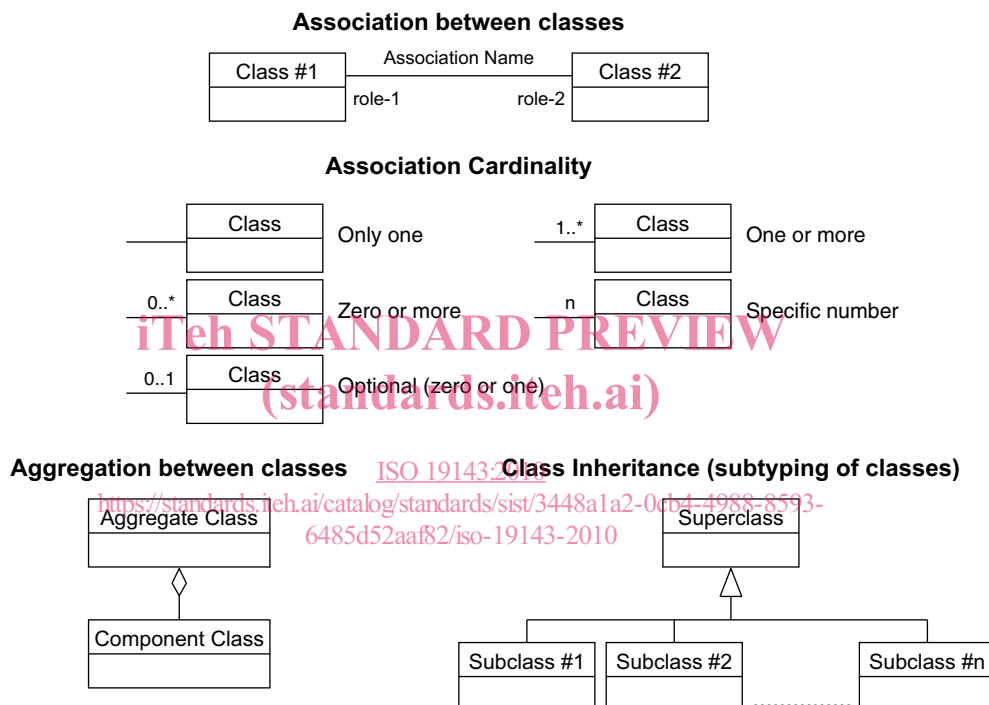 Association between classes
Class #1
Association Name
Class #2
role-1
role-2
Association Cardinality
Class
Only one
1..*
Class
One or more
0..*
Class
Zero or more
n
Class
Specific number
iTeh STANDARD PREVIEW
0..1
Class
Optional (zero or one)
(standards.iteh.ai)
Aggregation between classes
ISO 19143:2010
Class Inheritance (subtyping of classes)
https://standards.iteh.ai/catalog/standards/sist/3448a1a2-0cb4-4988-8593-
6485d52aaf82/iso-19143-2010
Aggregate Class
Superclass
Component Class
Subclass #1
Subclass #2
Subclass #n